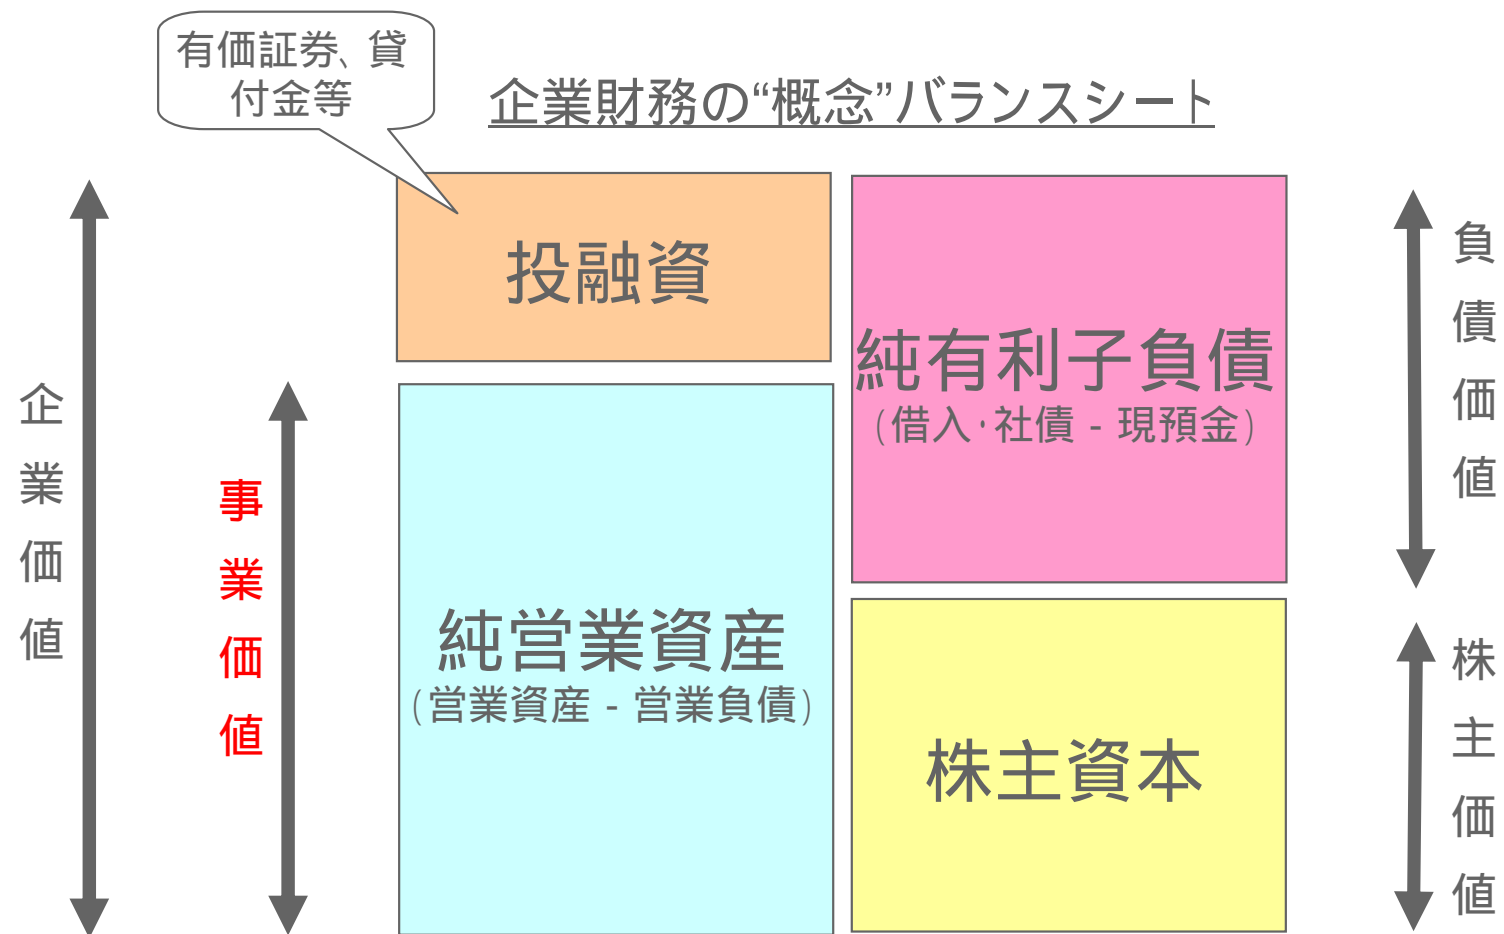 有価証券、貸
付金等
企業財務の“概念”バランスシート
投融資
純有利子負債
(借入・社債 - 現預金)
純営業資産
(営業資産 - 営業負債)
株主資本
企業価値
事業価値
負債価値
株主価値